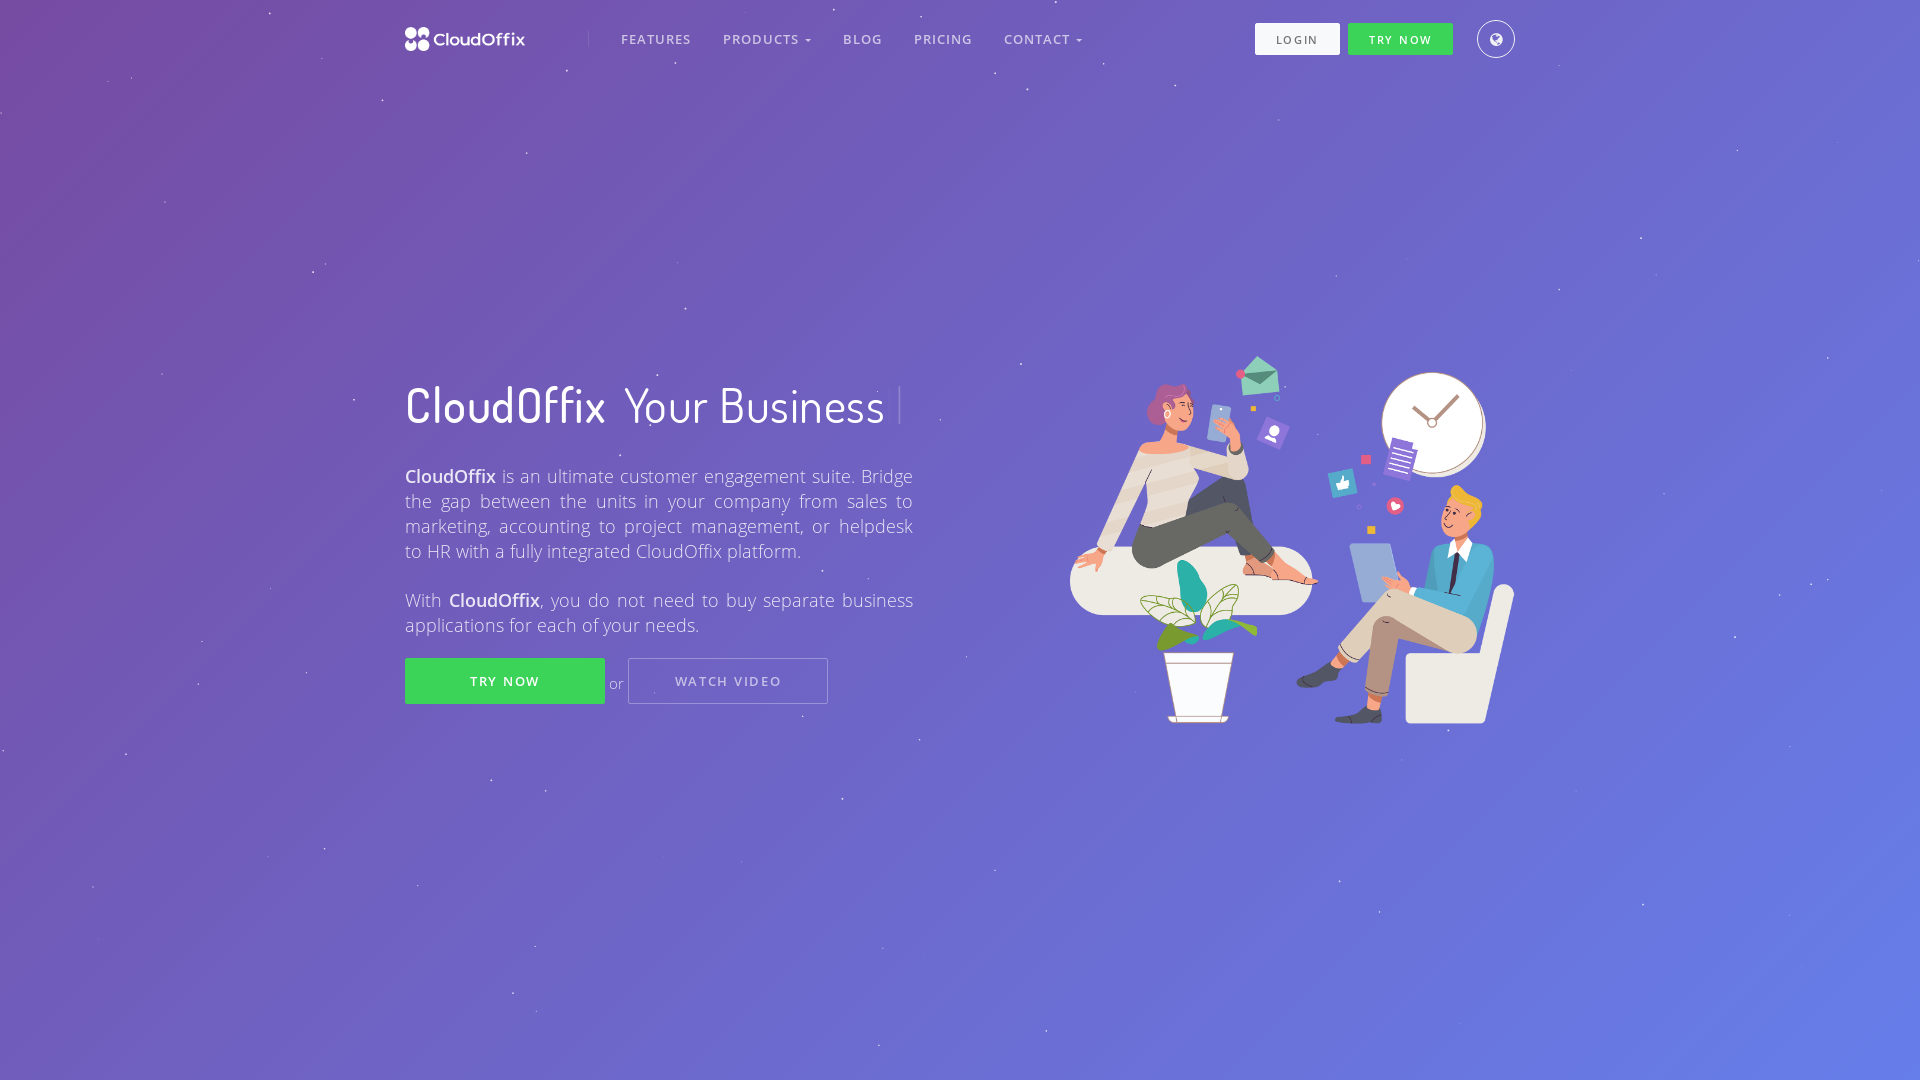 CloudOffix
FEATURES
PRODUCTS
BLOG
PRICING
CONTACT
LOGIN
TRY NOW
CloudOffix Your Business
CloudOffix is an ultimate customer engagement suite. Bridge
the gap between the units in your company from sales to
marketing, accounting to project management, or helpdesk
to HR with a fully integrated CloudOffix platform.
With CloudOffix, you do not need to buy separate business
applications for each of your needs.
TRY NOW or WATCH VIDEO